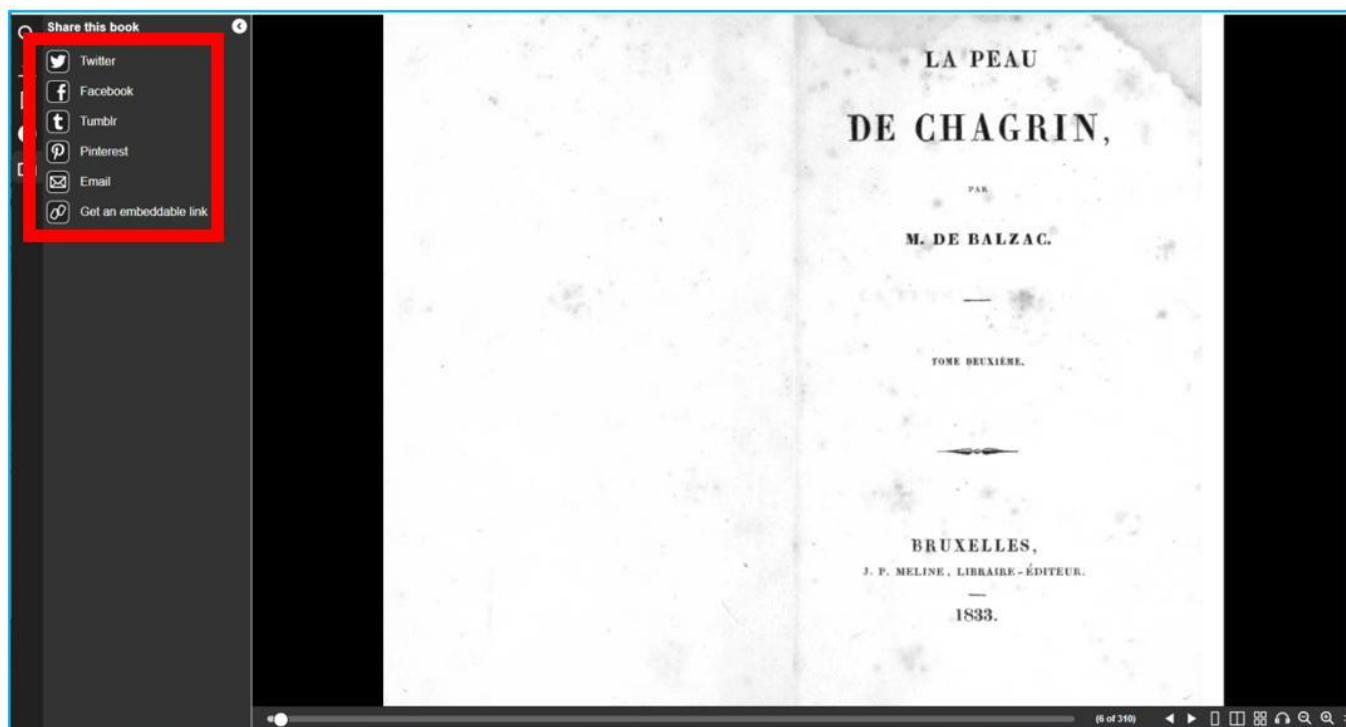 Share this book
Twitter
Facebook
Tumblr
Pinterest
Email
Get an embeddable link
LA PEAU
DE CHAGRIN,
PAR
M. DE BALZAC.
TOME DEUXIÈME.
BRUXELLES,
J. P. MELINE, LIBRAIRE-ÉDITEUR.
1833.
(6 of 310)